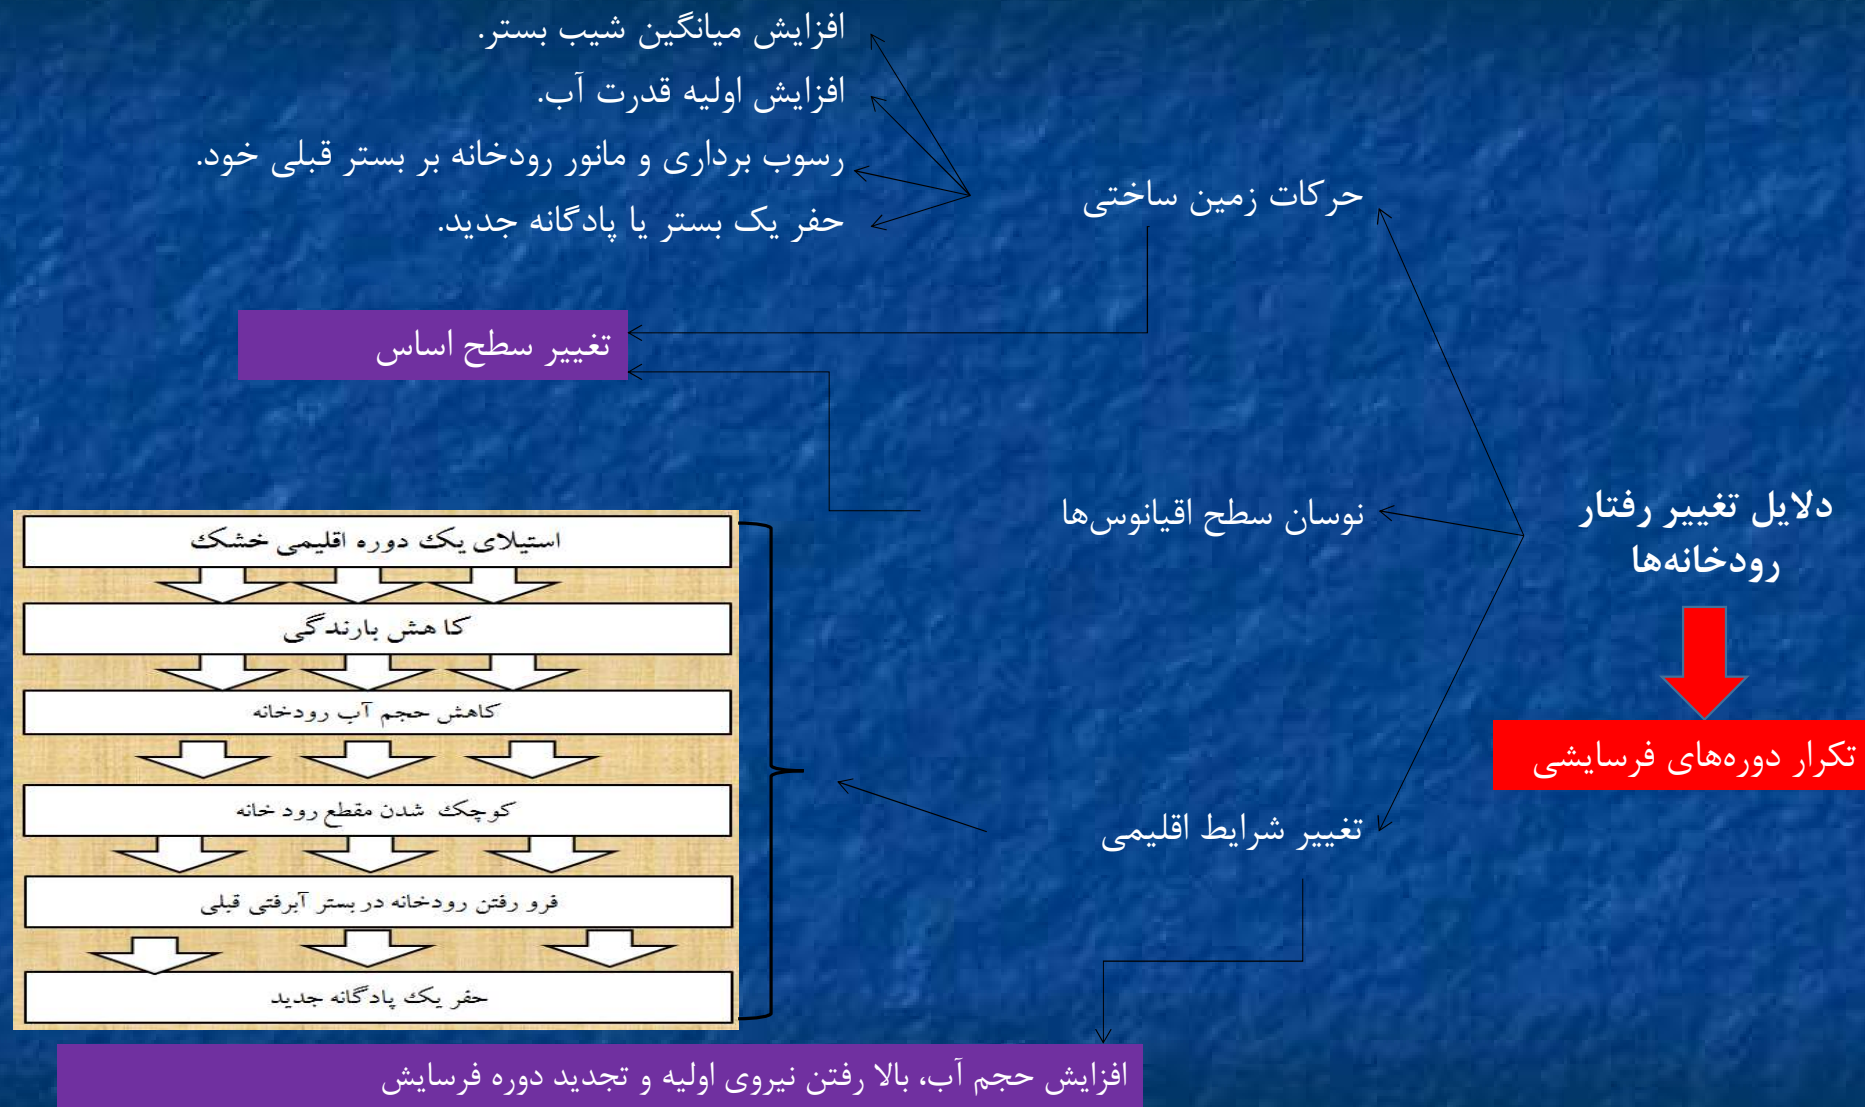 افزایش میانگین شیب بستر.
افزایش اولیه قدرت آب.
رسوب برداری و مانور رودخانه بر بستر قبلی خود.
حفر یک بستر یا پادگانه جدید.
حرکات زمین ساختی
تغییر سطح اساس
دلایل تغییر رفتار
رودخانه‌ها
نوسان سطح اقیانوس‌ها
تکرار دوره‌های فرسایشی
تغییر شرایط اقلیمی
استیلای یک دوره اقلیمی خشک
کا هش بارندگی
کاهش حجم آب رودخانه
کوچک شدن مقطع رود خانه
فرو رفتن رودخانه در بستر آبرفتی قبلی
حفر یک پادگانه جدید
افزایش حجم آب، بالا رفتن نیروی اولیه و تجدید دوره فرسایش